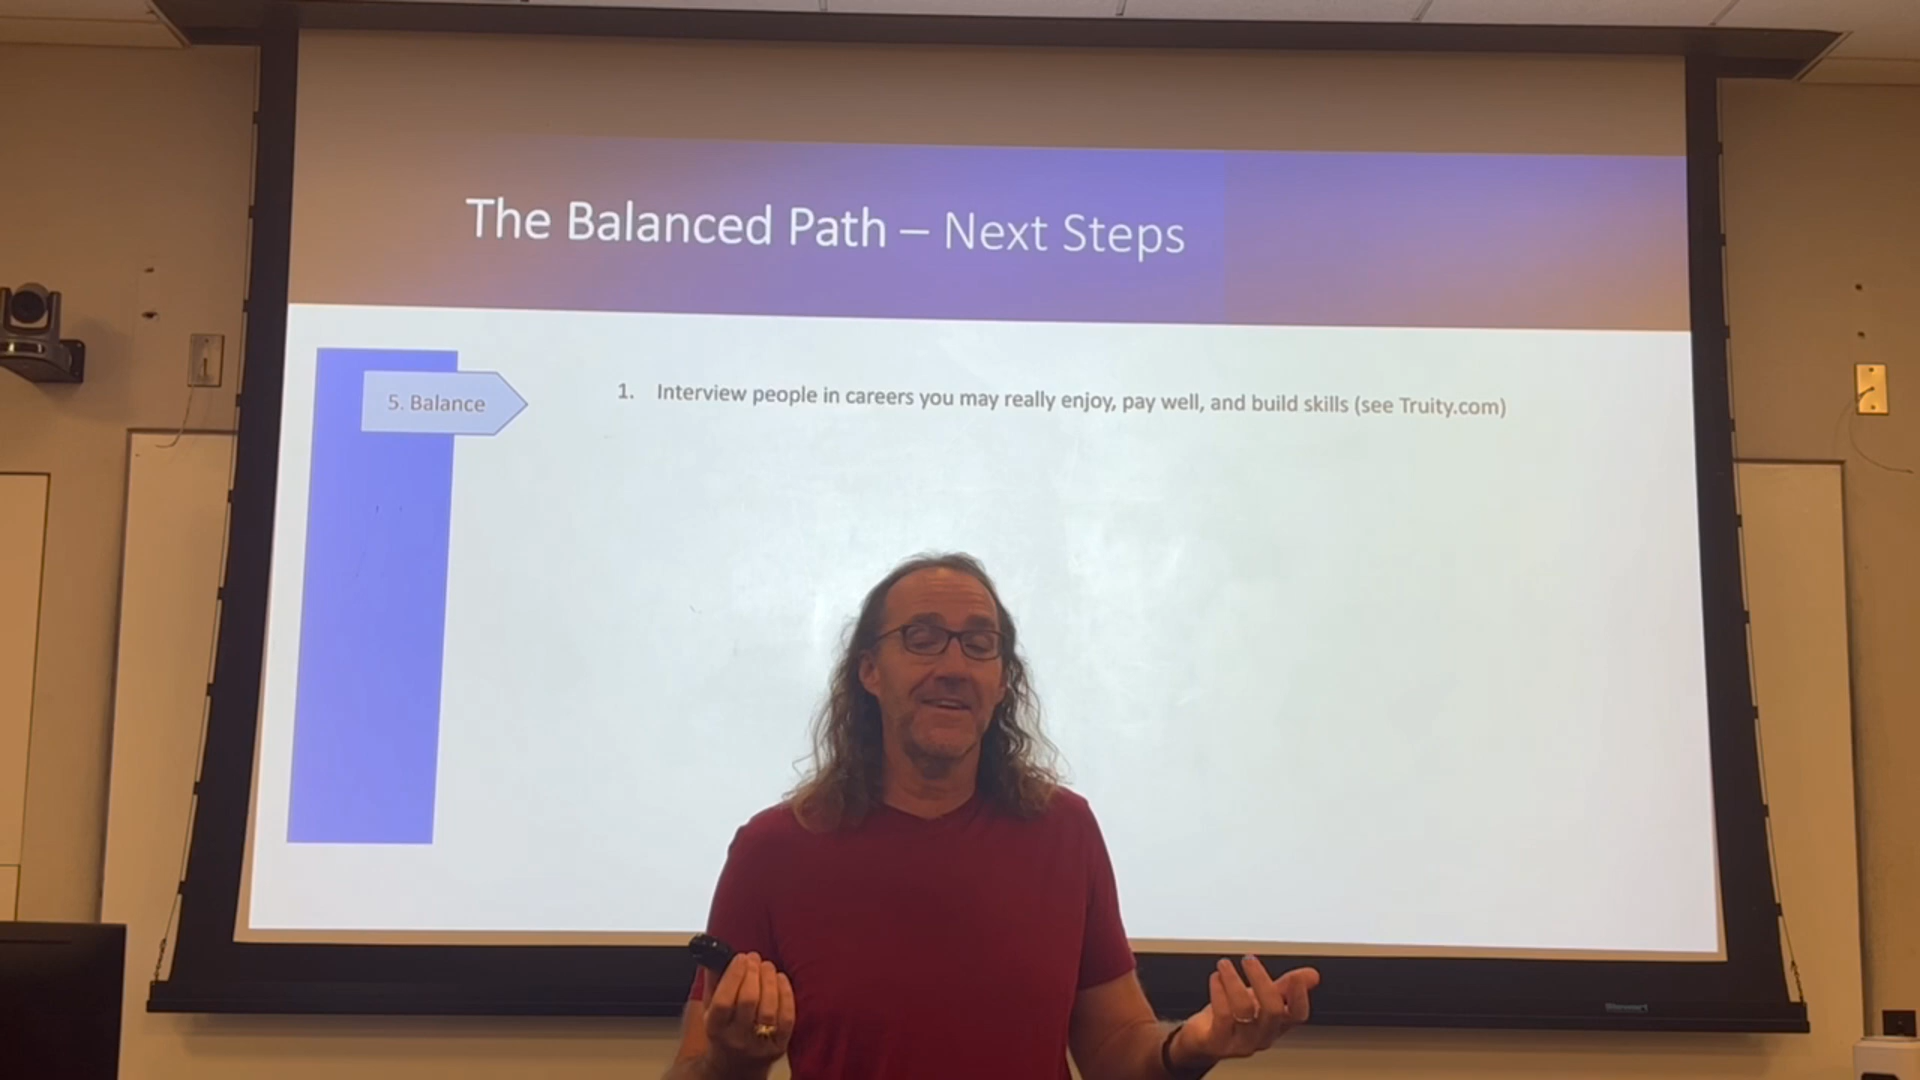 The Balanced Path – Next Steps
5. Balance
1. Interview people in careers you may really enjoy, pay well, and build skills (see Truity.com)